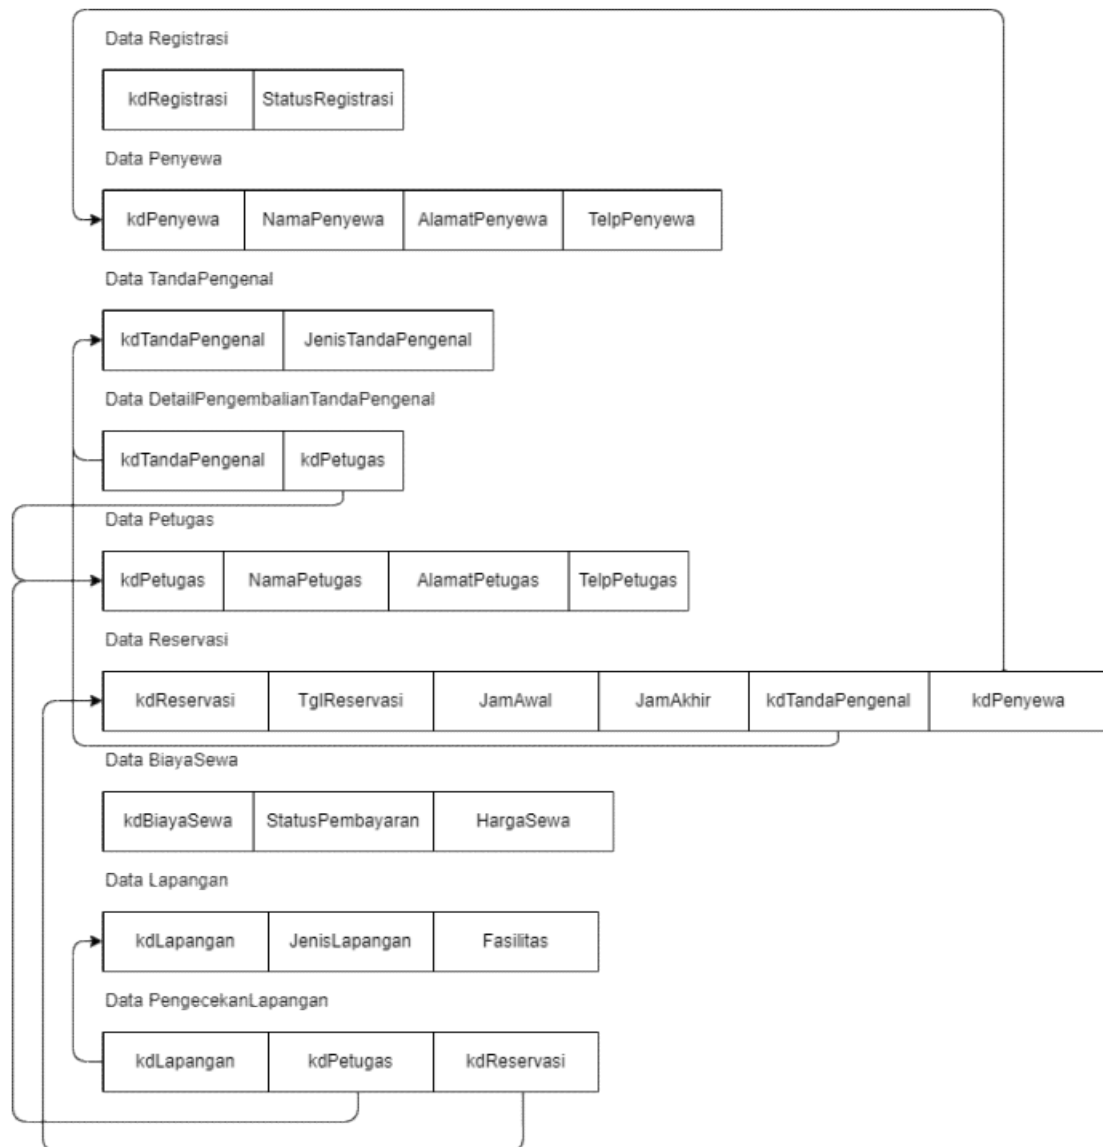 Data Registrasi
kdRegistrasi StatusRegistrasi
Data Penyewa
kdPenyewa NamaPenyewa AlamatPenyewa TelpPenyewa
Data TandaPengenal
kdTandaPengenal JenisTandaPengenal
Data DetailPengembalianTandaPengenal
kdTandaPengenal kdPetugas
Data Petugas
kdPetugas NamaPetugas AlamatPetugas TelpPetugas
Data Reservasi
kdReservasi TglReservasi JamAwal JamAkhir kdTandaPengenal kdPenyewa
Data BiayaSewa
kdBiayaSewa StatusPembayaran HargaSewa
Data Lapangan
kdLapangan JenisLapangan Fasilitas
Data PengecekanLapangan
kdLapangan kdPetugas kdReservasi